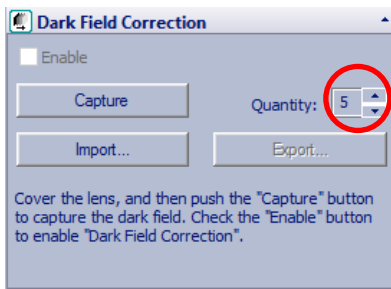 Dark Field Correction
Enable
Capture Quantity: 5
Import... Export...
Cover the lens, and then push the "Capture" button
to capture the dark field. Check the "Enable" button
to enable "Dark Field Correction".